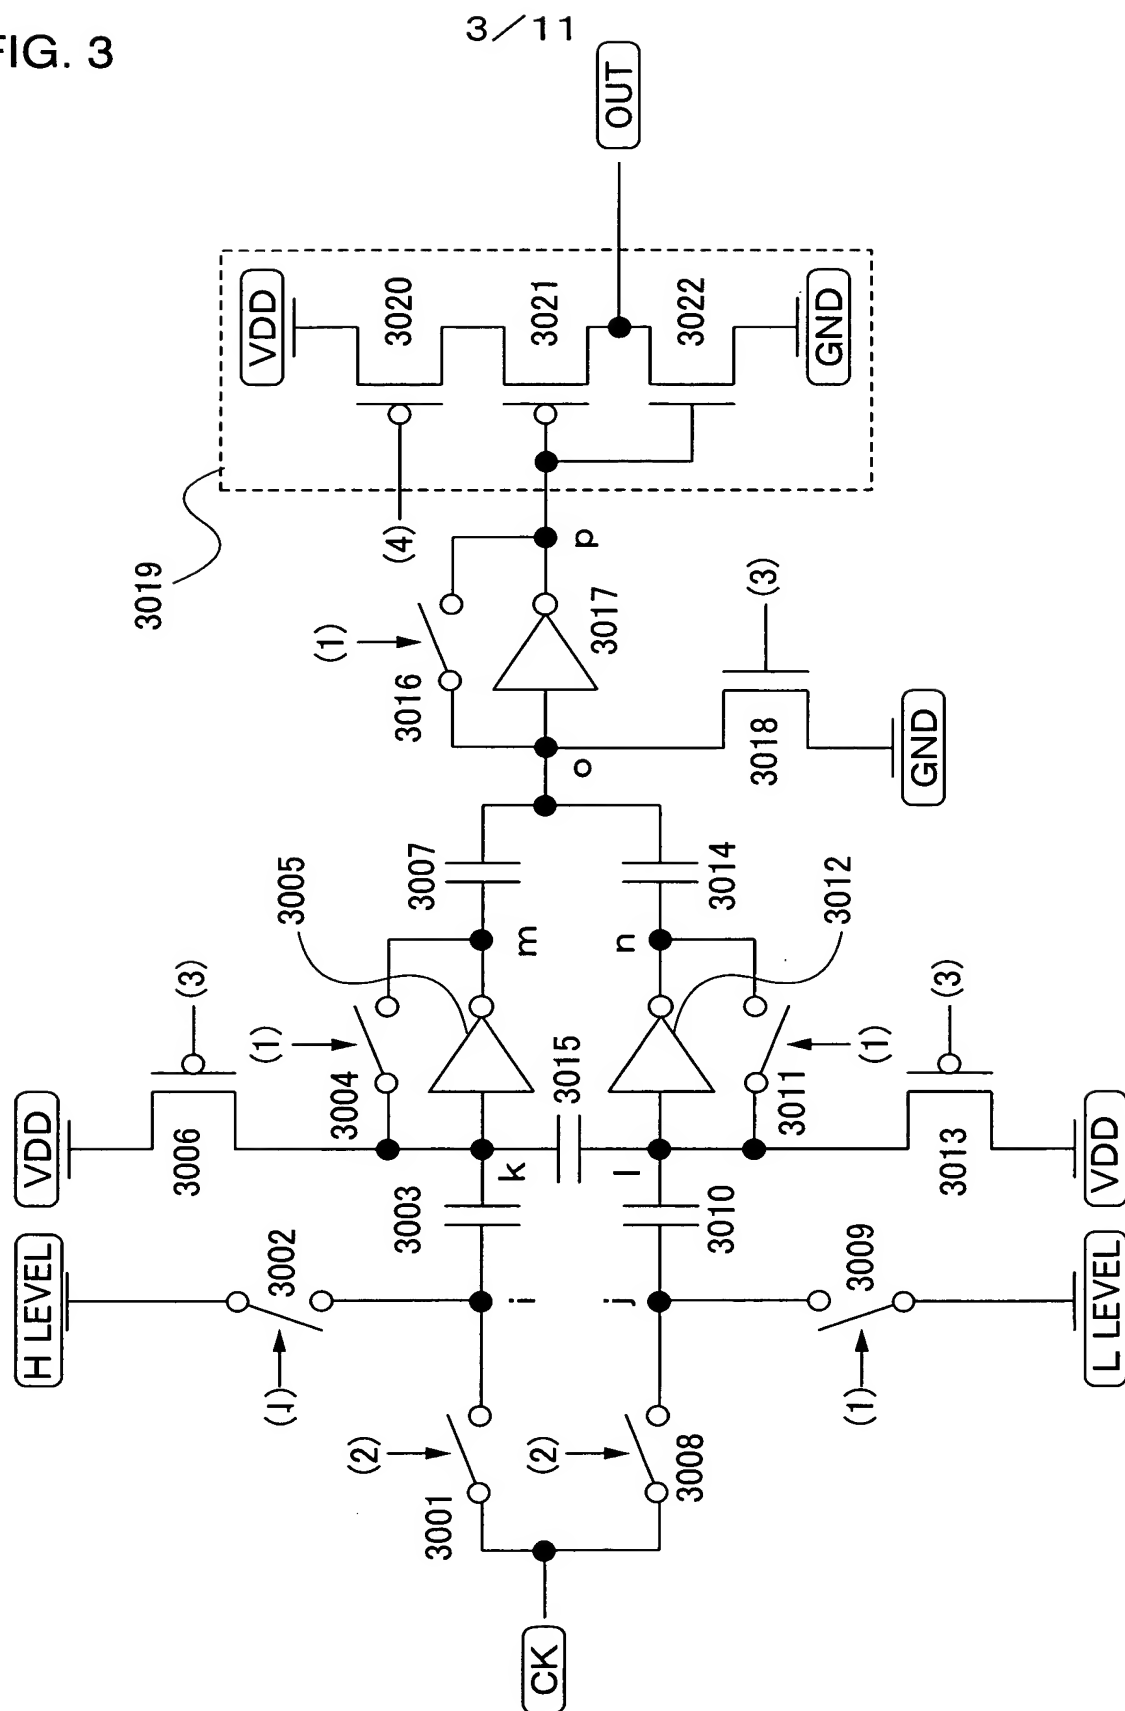 FIG. 3
3/11
OUT
VDD
3020
3021
3022
GND
(4)
3019
p
(1)
3016
3017
(3)
3018
GND
o
3005
3007
3014
3012
m
n
(3)
(1)
3004
3015
(1)
3011
(3)
VDD
3006
k
l
3013
VDD
3003
3010
H LEVEL
3002
i
j
3009
L LEVEL
(1)
(1)
(2)
(2)
3001
3008
CK